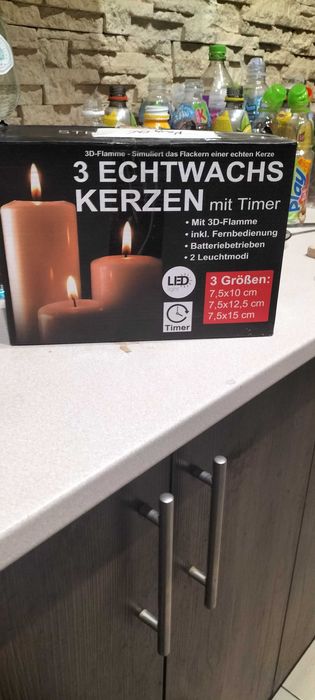 3D-Flamme - Simuliert das Flackern einer echten Kerze
3 ECHTWACHS
KERZEN mit Timer
• Mit 3D-Flamme
• inkl. Fernbedienung
• Batteriebetrieben
• 2 Leuchtmodi
LED
3 Größen:
7,5x10 cm
7,5x12,5 cm
7,5x15 cm
Timer
Play